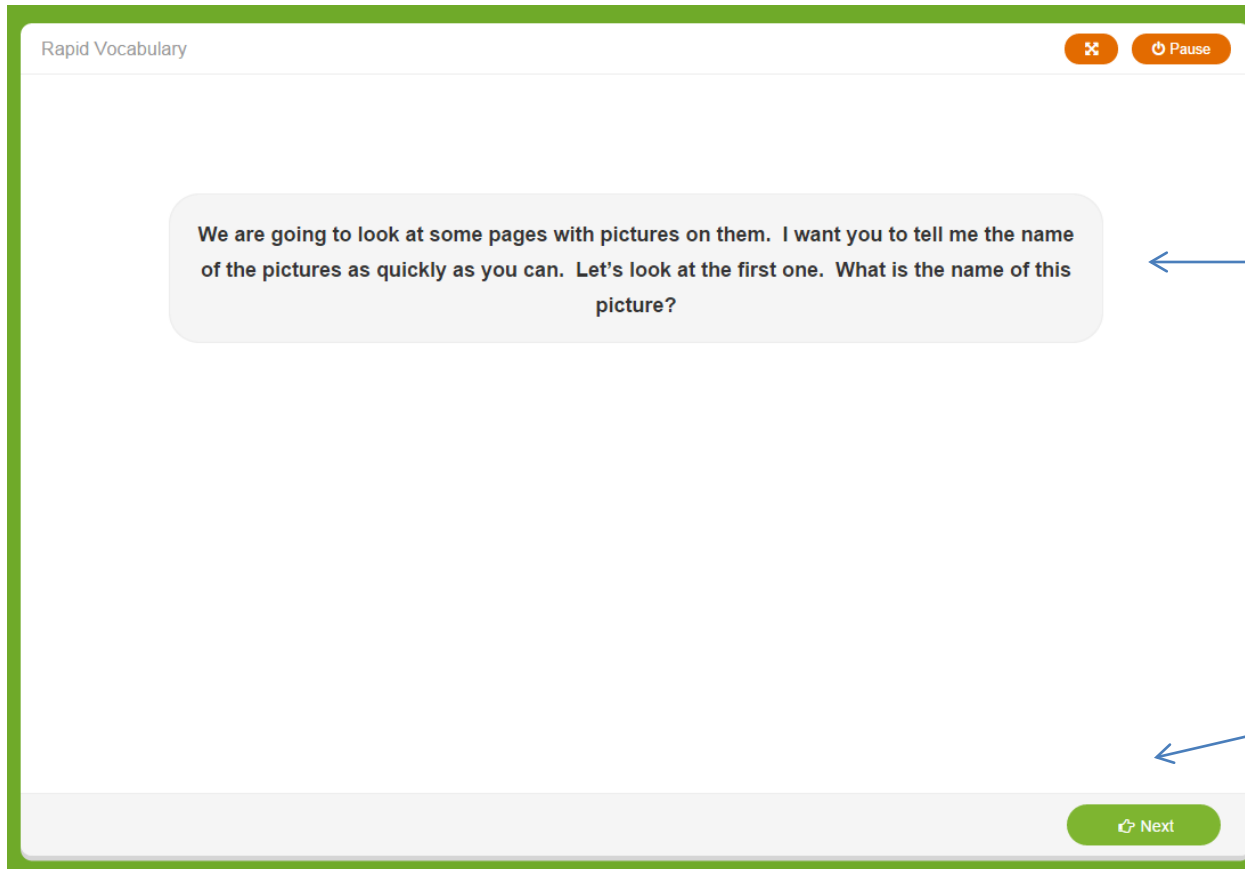 Rapid Vocabulary
Pause
We are going to look at some pages with pictures on them.  I want you to tell me the name
of the pictures as quickly as you can.  Let’s look at the first one.  What is the name of this
picture?
Next